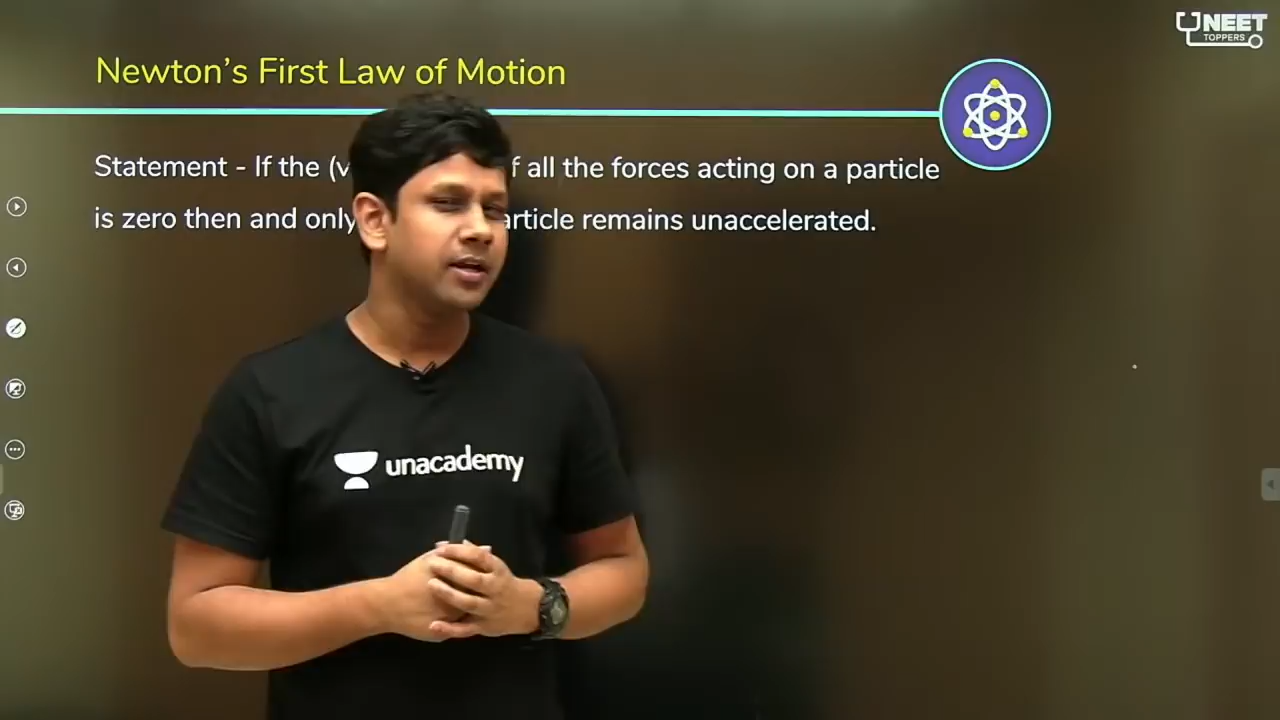 UNEET
TOPPERS
Newton's First Law of Motion
Statement - If the (v f all the forces acting on a particle
is zero then and only article remains unaccelerated.
unacademy